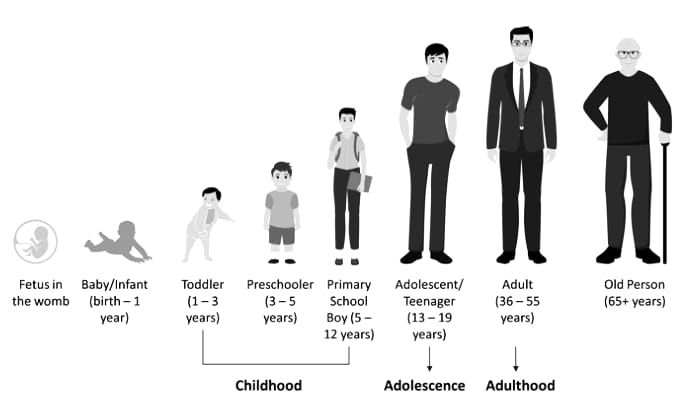 Fetus in
the womb
Baby/Infant
(birth – 1
year)
Toddler
(1 – 3
years)
Preschooler
(3 – 5
years)
Primary
School
Boy (5 –
12 years)
Adolescent/
Teenager
(13 – 19
years)
Adult
(36 – 55
years)
Old Person
(65+ years)
Childhood
Adolescence
Adulthood